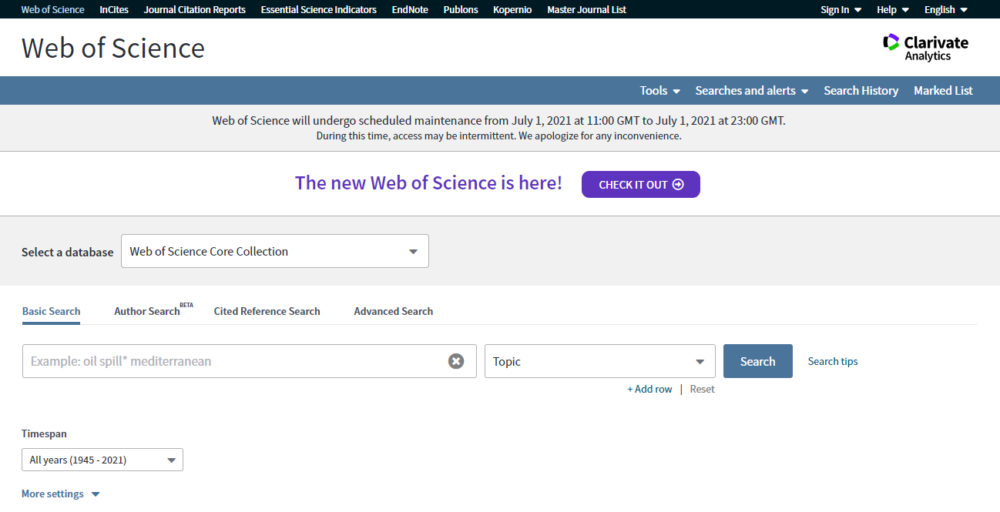 Web of Science InCites Journal Citation Reports Essential Science Indicators EndNote Publons Kopernio Master Journal List Sign In Help English
Web of Science
Clarivate
Analytics
Tools Searches and alerts Search History Marked List
Web of Science will undergo scheduled maintenance from July 1, 2021 at 11:00 GMT to July 1, 2021 at 23:00 GMT.
During this time, access may be intermittent. We apologize for any inconvenience.
The new Web of Science is here! CHECK IT OUT
Select a database Web of Science Core Collection
Basic Search Author Search BETA Cited Reference Search Advanced Search
Example: oil spill* mediterranean Topic Search Search tips
+ Add row | Reset
Timespan
All years (1945 - 2021)
More settings